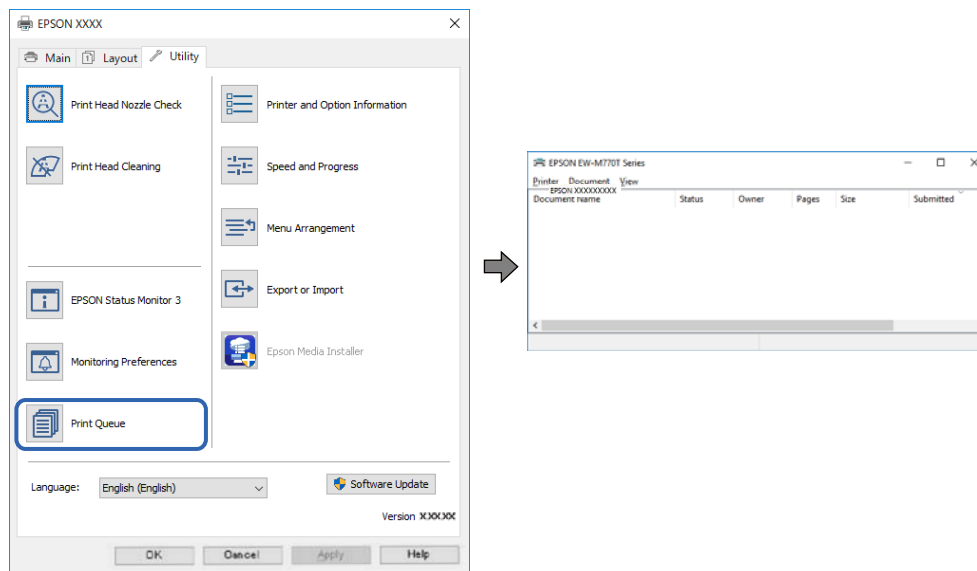 EPSON XXXX
Main
Layout
Utility
Print Head Nozzle Check
Printer and Option Information
Print Head Cleaning
Speed and Progress
Menu Arrangement
EPSON Status Monitor 3
Export or Import
Monitoring Preferences
Epson Media Installer
Print Queue
Language:
English (English)
Software Update
Version X.XX.XX
OK
Cancel
Apply
Help
EPSON EW-M770T Series
Printer Document View
EPSON XXXXXXXXX
Document Name Status Owner Pages Size Submitted